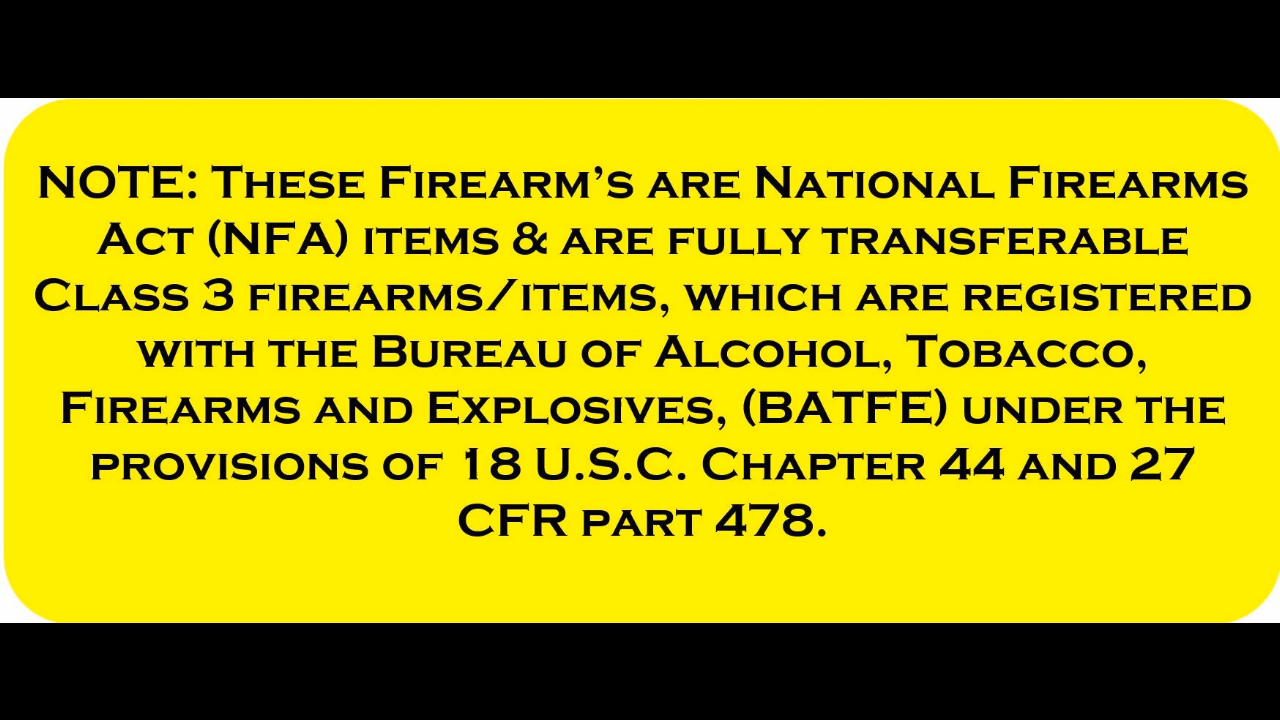 NOTE: These Firearm’s are National Firearms
Act (NFA) items & are fully transferable
Class 3 firearms/items, which are registered
with the Bureau of Alcohol, Tobacco,
Firearms and Explosives, (BATFE) under the
provisions of 18 U.S.C. Chapter 44 and 27
CFR part 478.